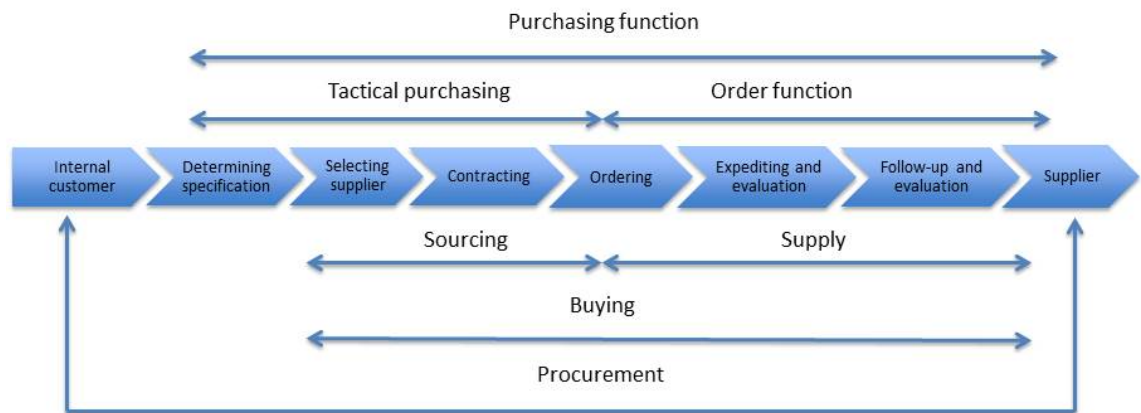 Purchasing function
Tactical purchasing
Order function
Internal
customer
Determining
specification
Selecting
supplier
Contracting
Ordering
Expediting and
evaluation
Follow-up and
evaluation
Supplier
Sourcing
Supply
Buying
Procurement